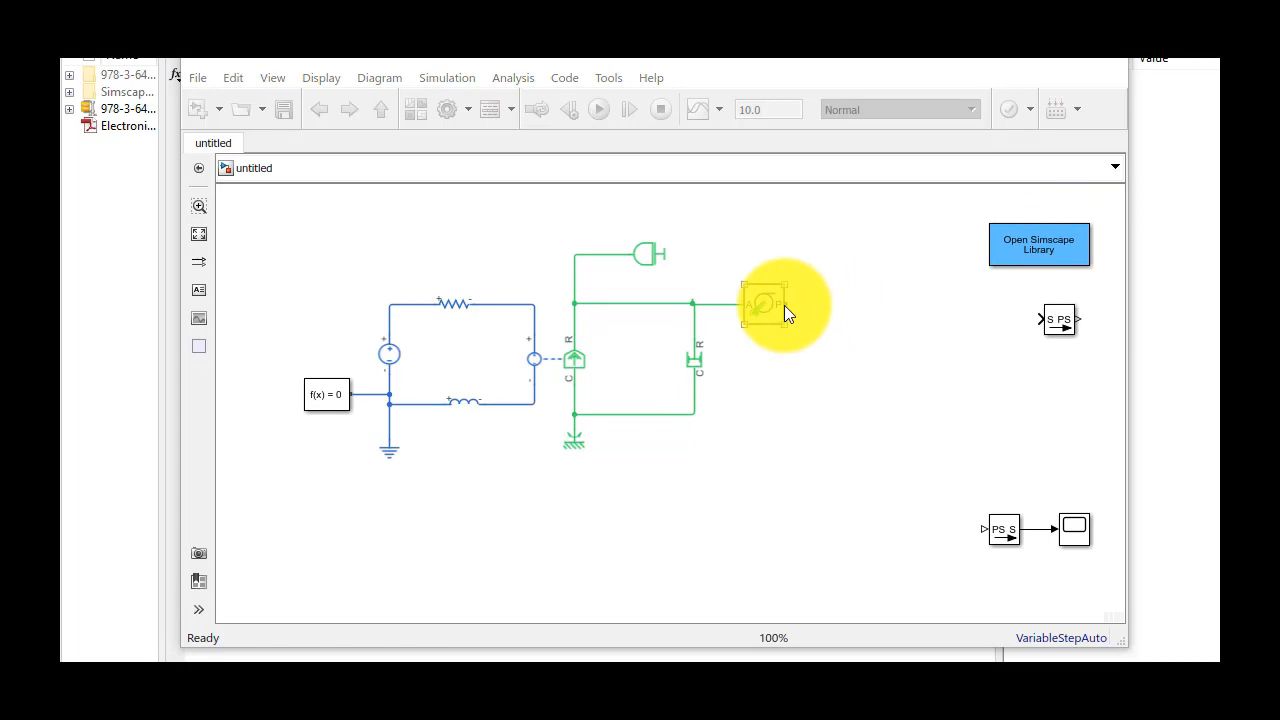 Value
978-3-64...
Simscap...
978-3-64...
Electroni...
fx
File Edit View Display Diagram Simulation Analysis Code Tools Help
10.0
Normal
untitled
untitled
Open Simscape
Library
+ -
A P
S PS
+
-
+
-
R
C
R
C
f(x) = 0
+ -
PS S
Ready
100%
VariableStepAuto